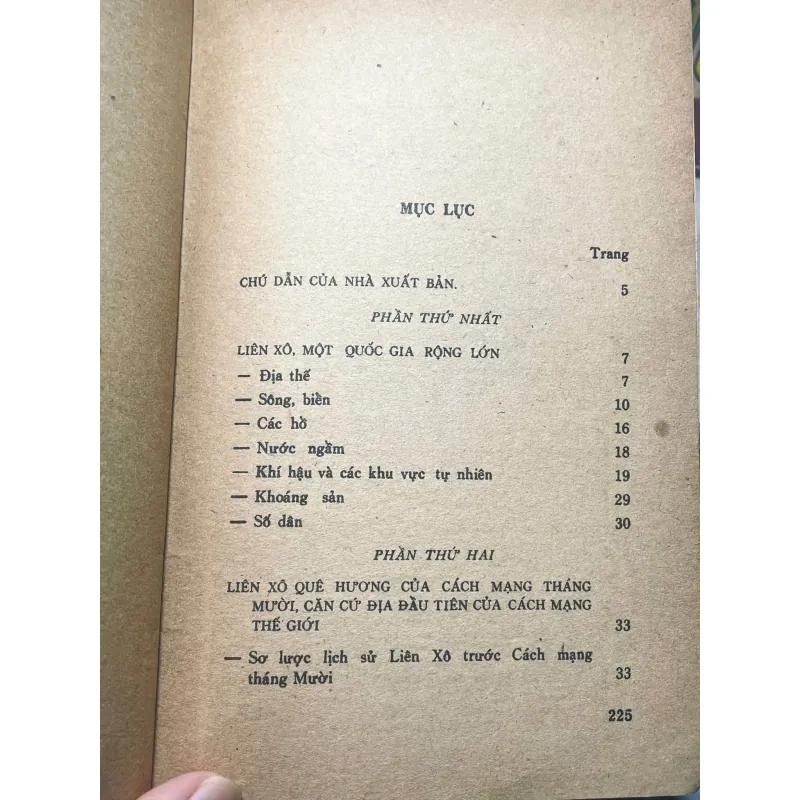 MỤC LỤC
Trang
CHÚ DẪN CỦA NHÀ XUẤT BẢN. 5
PHẦN THỨ NHẤT
LIÊN XÔ, MỘT QUỐC GIA RỘNG LỚN 7
— Địa thế 7
— Sông, biển 10
— Các hồ 16
— Nước ngầm 18
— Khí hậu và các khu vực tự nhiên 19
— Khoáng sản 29
— Số dân 30
PHẦN THỨ HAI
LIÊN XÔ QUÊ HƯƠNG CỦA CÁCH MẠNG THÁNG
MƯỜI, CĂN CỨ ĐỊA ĐẦU TIÊN CỦA CÁCH MẠNG
THẾ GIỚI 33
— Sơ lược lịch sử Liên Xô trước Cách mạng
tháng Mười 33
225